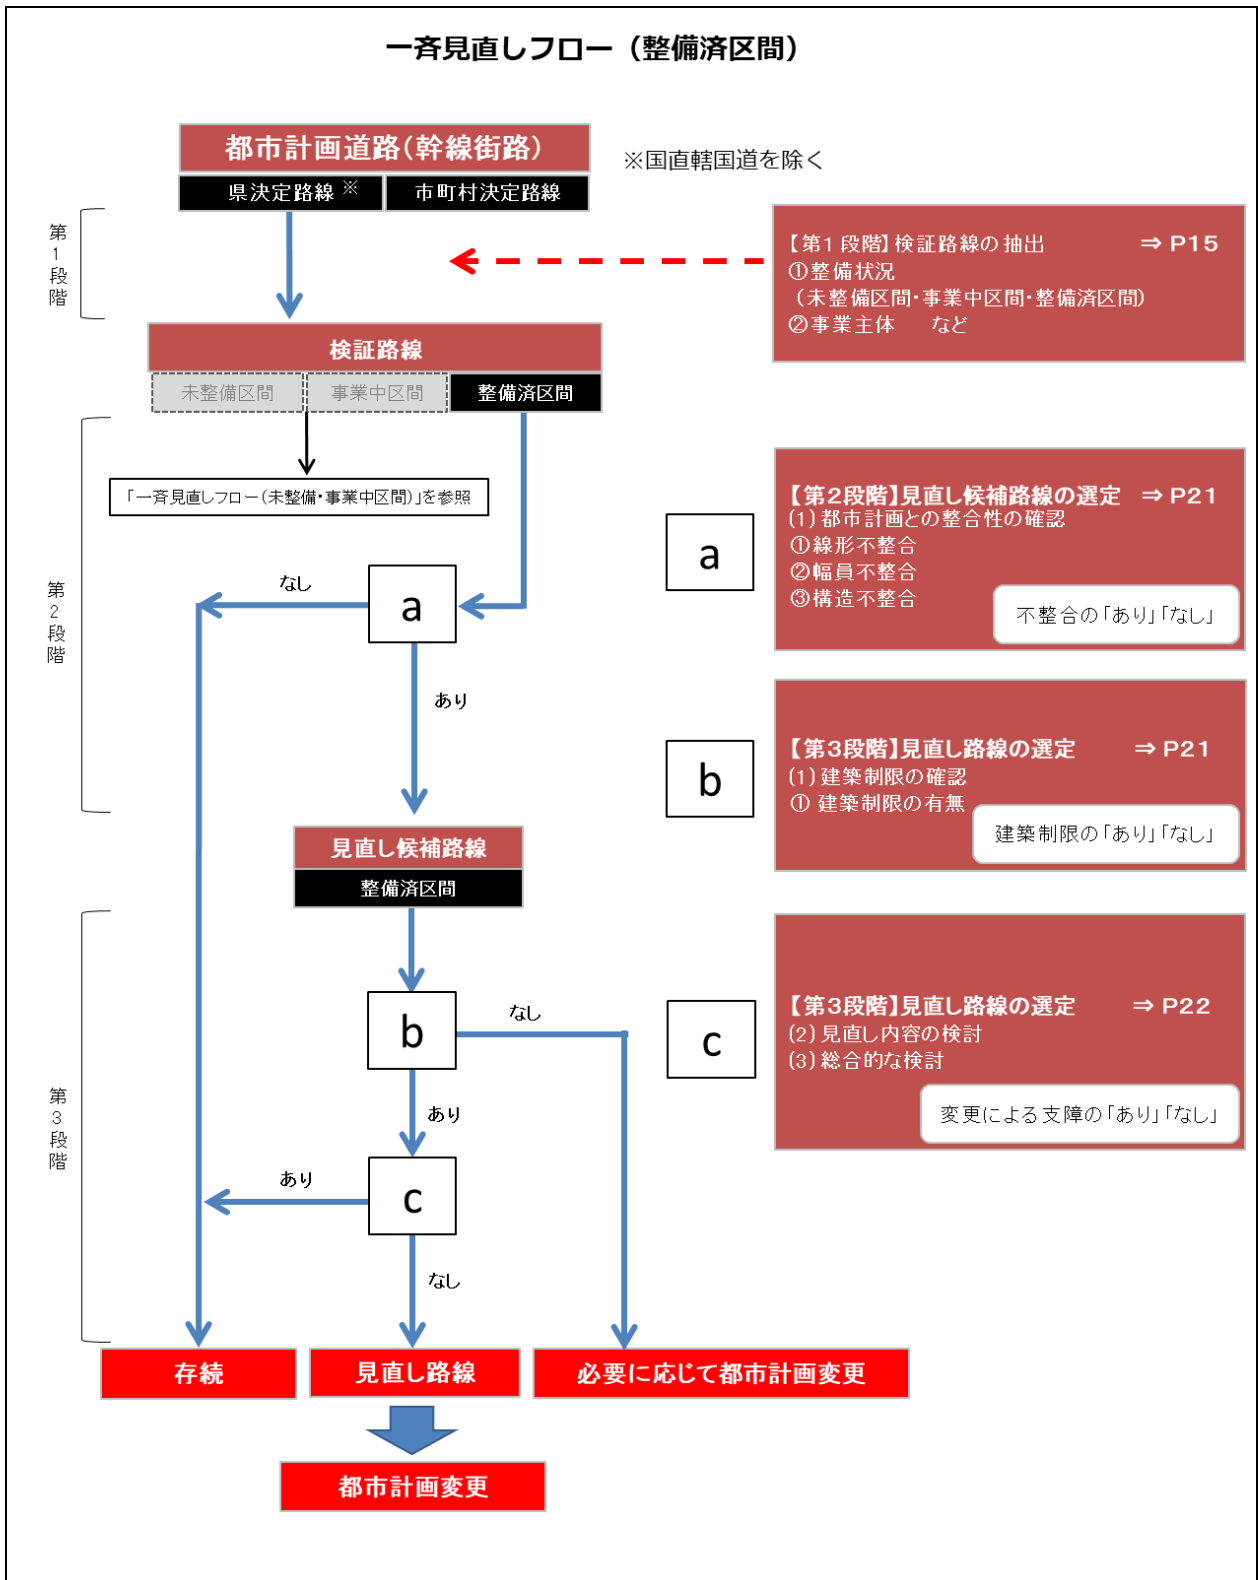 一斉見直しフロー（整備済区間）
都市計画道路（幹線街路）
※国直轄国道を除く
県決定路線※
市町村決定路線
第1段階
【第1段階】検証路線の抽出 ⇒ P15
①整備状況
（未整備区間・事業中区間・整備済区間）
②事業主体 など
検証路線
未整備区間
事業中区間
整備済区間
「一斉見直しフロー（未整備・事業中区間）」を参照
第2段階
a
なし
あり
a
【第2段階】見直し候補路線の選定 ⇒ P21
(1)都市計画との整合性の確認
①線形不整合
②幅員不整合
③構造不整合
不整合の「あり」「なし」
b
【第3段階】見直し路線の選定 ⇒ P21
(1)建築制限の確認
① 建築制限の有無
建築制限の「あり」「なし」
見直し候補路線
整備済区間
第3段階
b
なし
あり
c
あり
なし
c
【第3段階】見直し路線の選定 ⇒ P22
(2)見直し内容の検討
(3)総合的な検討
変更による支障の「あり」「なし」
存続
見直し路線
必要に応じて都市計画変更
都市計画変更